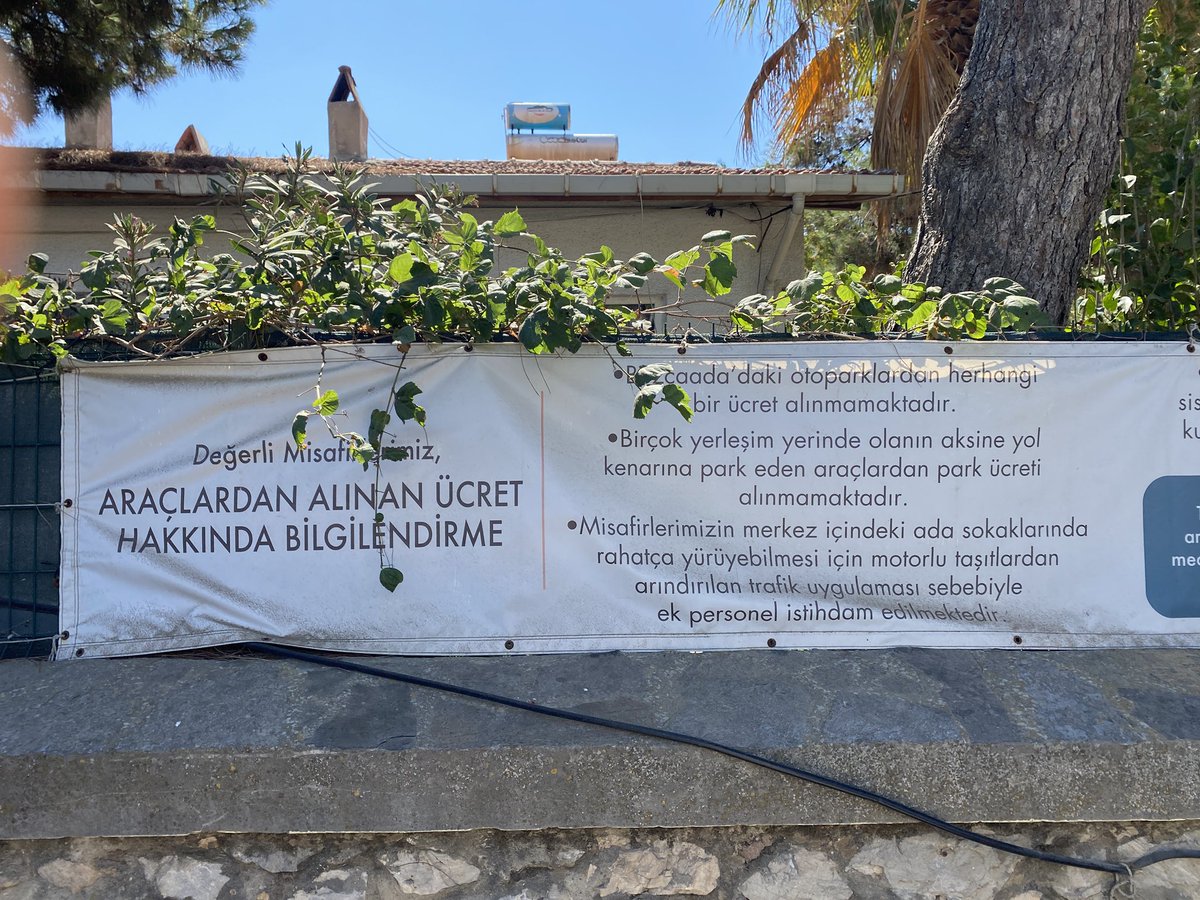 Değerli Misafirlerimiz,
ARAÇLARDAN ALINAN ÜCRET
HAKKINDA BİLGİLENDİRME
•Bozcaada’daki otoparklardan herhangi
bir ücret alınmamaktadır.
•Birçok yerleşim yerinde olanın aksine yol
kenarına park eden araçlardan park ücreti
alınmamaktadır.
•Misafirlerimizin merkez içindeki ada sokaklarında
rahatça yürüyebilmesi için motorlu taşıtlardan
arındırılan trafik uygulaması sebebiyle
ek personel istihdam edilmektedir.